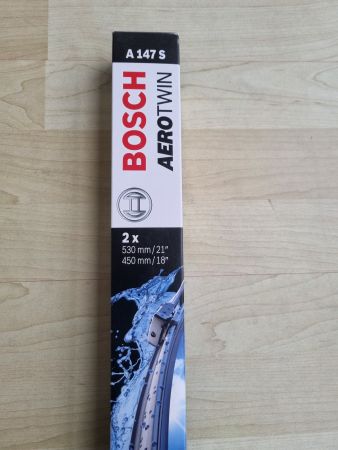 A 147 S
BOSCH
AEROTWIN
2 x
530 mm/21"
450 mm/18"